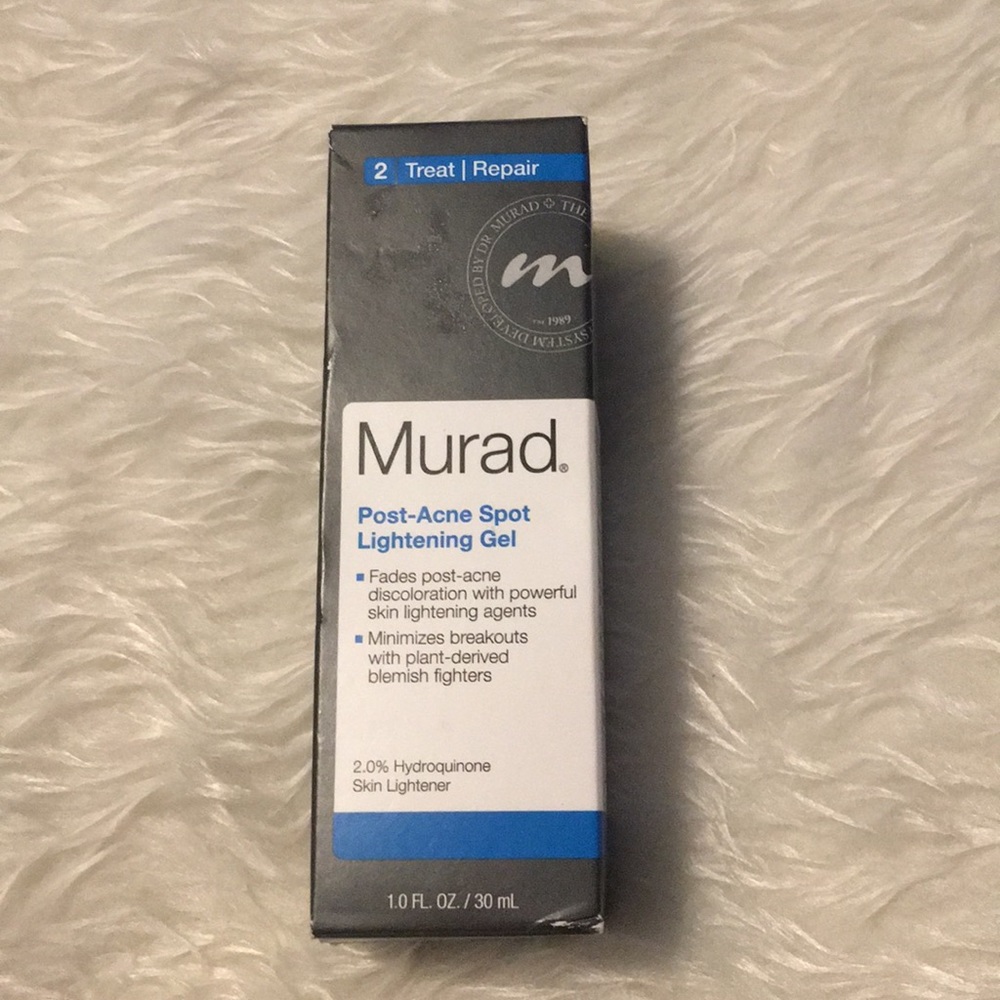 2 Treat | Repair
DEVELOPED BY DR. MURAD THE SYSTEM
m
1989
Murad®
Post-Acne Spot
Lightening Gel
▪ Fades post-acne
discoloration with powerful
skin lightening agents
▪ Minimizes breakouts
with plant-derived
blemish fighters
2.0% Hydroquinone
Skin Lightener
1.0 FL. OZ. / 30 mL